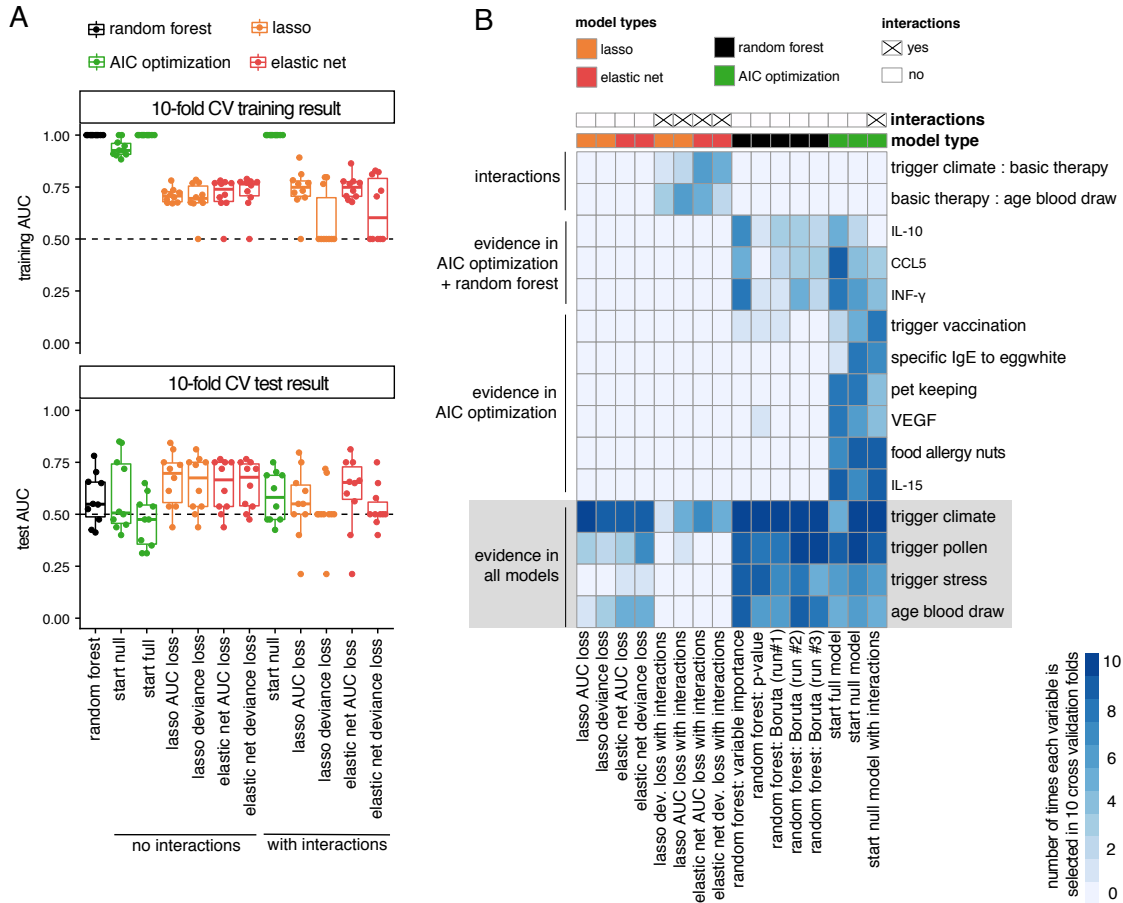 A
random forest
lasso
AIC optimization
elastic net
10-fold CV training result
1.00
0.75
0.50
0.25
0.00
training AUC
10-fold CV test result
1.00
0.75
0.50
0.25
0.00
test AUC
random forest
start null
start full
lasso AUC loss
lasso deviance loss
elastic net AUC loss
elastic net deviance loss
start null
lasso AUC loss
lasso deviance loss
elastic net AUC loss
elastic net deviance loss
no interactions
with interactions
B
model types
interactions
lasso
random forest
yes
elastic net
AIC optimization
no
interactions
model type
interactions
trigger climate : basic therapy
basic therapy : age blood draw
evidence in
AIC optimization
+ random forest
IL-10
CCL5
INF-γ
evidence in
AIC optimization
trigger vaccination
specific IgE to eggwhite
pet keeping
VEGF
food allergy nuts
IL-15
evidence in
all models
trigger climate
trigger pollen
trigger stress
age blood draw
lasso AUC loss
lasso deviance loss
elastic net AUC loss
elastic net deviance loss
lasso dev. loss with interactions
lasso AUC loss with interactions
elastic net AUC loss with interactions
elastic net dev. loss with interactions
random forest: variable importance
random forest: p-value
random forest: Boruta (run#1)
random forest: Boruta (run #2)
random forest: Boruta (run #3)
start full model
start null model
start null model with interactions
number of times each variable is
selected in 10 cross validation folds
10
8
6
4
2
0